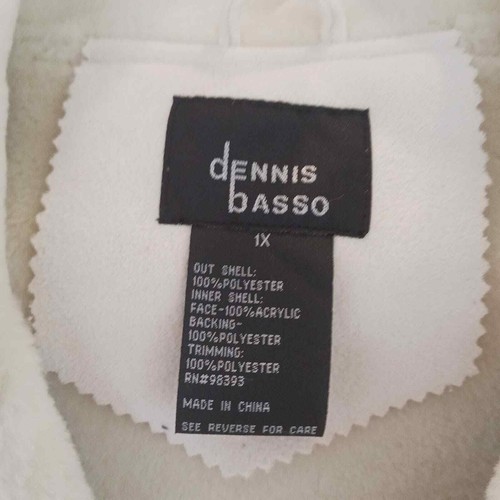 dENNIS
bASSO
1X
OUT SHELL:
100%POLYESTER
INNER SHELL:
FACE-100%ACRYLIC
BACKING-
100%POLYESTER
TRIMMING:
100%POLYESTER
RN#98393
MADE IN CHINA
SEE REVERSE FOR CARE